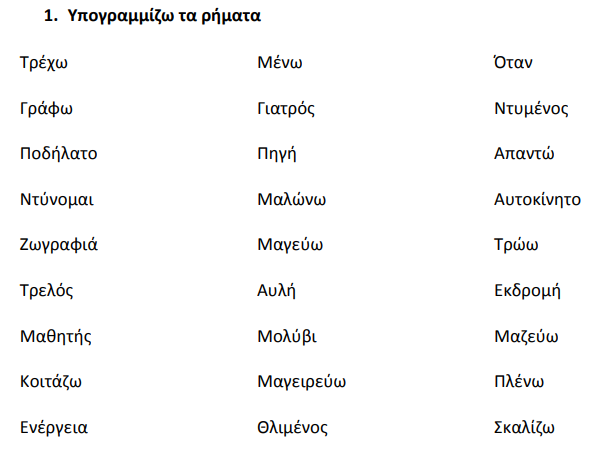 1. Υπογραμμίζω τα ρήματα
Τρέχω Μένω Όταν
Γράφω Γιατρός Ντυμένος
Ποδήλατο Πηγή Απαντώ
Ντύνομαι Μαλώνω Αυτοκίνητο
Ζωγραφιά Μαγεύω Τρώω
Τρελός Αυλή Εκδρομή
Μαθητής Μολύβι Μαζεύω
Κοιτάζω Μαγειρεύω Πλένω
Ενέργεια Θλιμένος Σκαλίζω